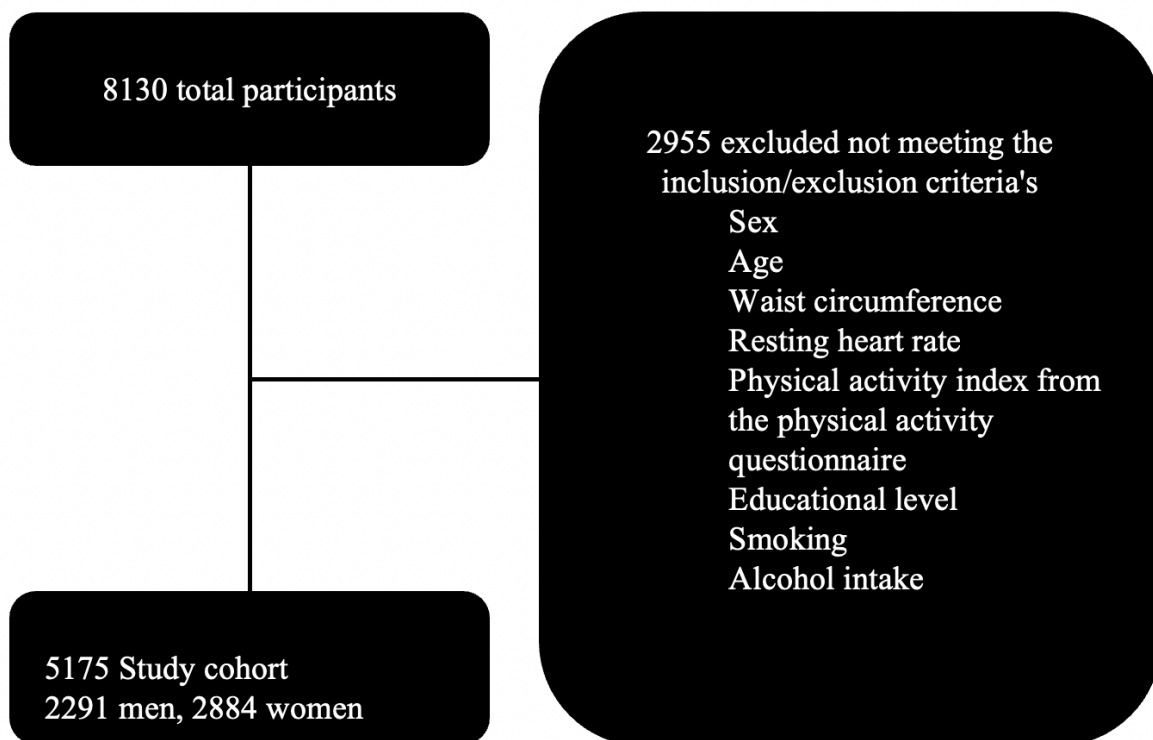 8130 total participants
2955 excluded not meeting the
inclusion/exclusion criteria's
Sex
Age
Waist circumference
Resting heart rate
Physical activity index from
the physical activity
questionnaire
Educational level
Smoking
Alcohol intake
5175 Study cohort
2291 men, 2884 women